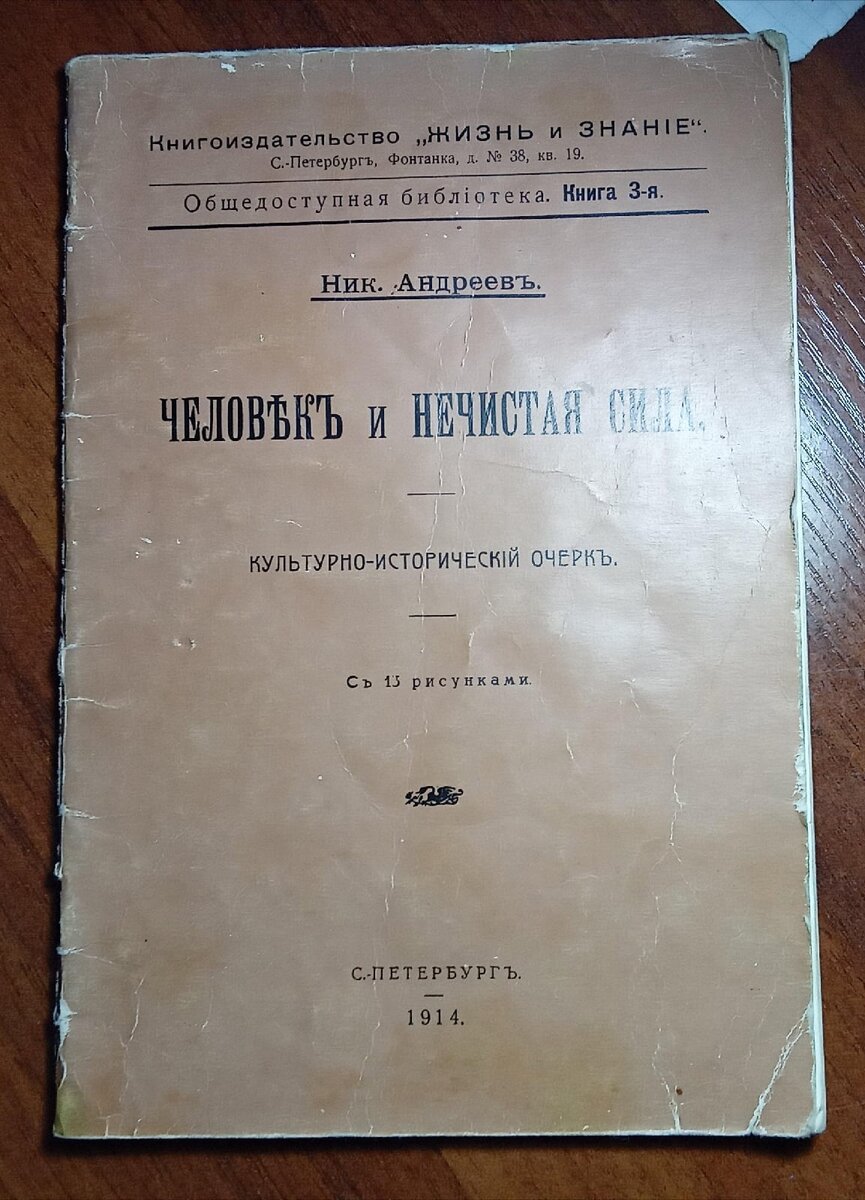 Книгоиздательство „ЖИЗНЬ и ЗНАНІЕ“.
С.-Петербургъ, Фонтанка, д. № 38, кв. 19.
Общедоступная библіотека. Книга 3-я.
Ник. Андреевъ.
ЧЕЛОВѢКЪ и НЕЧИСТАЯ СИЛА.
КУЛЬТУРНО-ИСТОРИЧЕСКІЙ ОЧЕРКЪ.
Съ 15 рисунками.
С.-ПЕТЕРБУРГЪ.
1914.